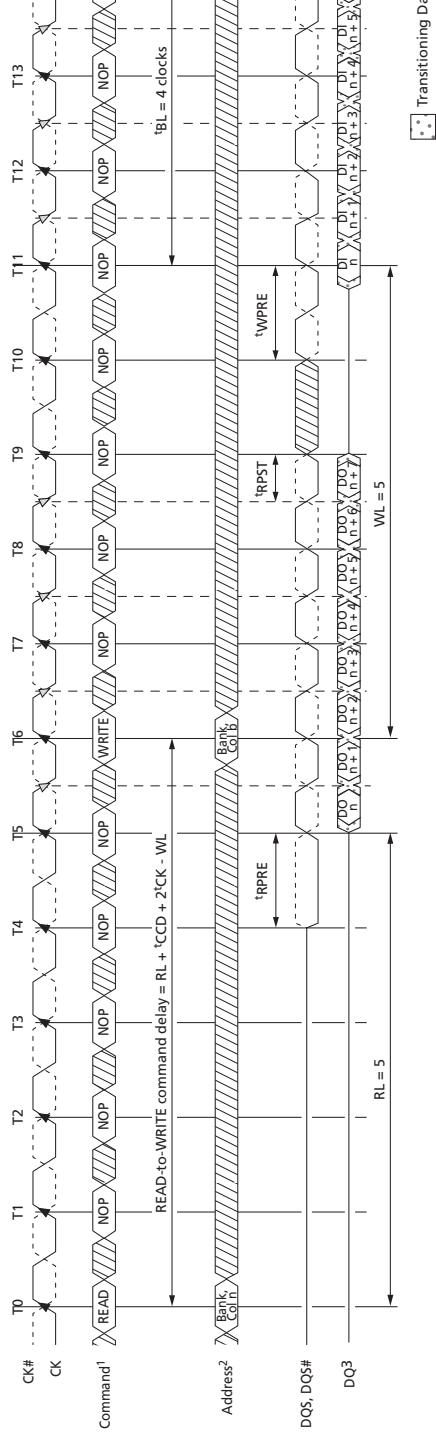 T0 T1 T2 T3 T4 T5 T6 T7 T8 T9 T10 T11 T12 T13
CK#
CK
Command1 READ NOP NOP NOP NOP NOP WRITE NOP NOP NOP NOP NOP NOP NOP
READ-to-WRITE command delay = RL + tCCD + 2tCK - WL
tBL = 4 clocks
Address2 Bank, Col n Bank, Col b
tRPRE tRPST tWPRE
DQS, DQS#
DQ3 DO n DO n + 1 DO n + 2 DO n + 3 DO n + 4 DO n + 5 DO n + 6 DO n + 7 DI n DI n + 1 DI n + 2 DI n + 3 DI n + 4 DI n + 5
RL = 5 WL = 5
Transitioning Da